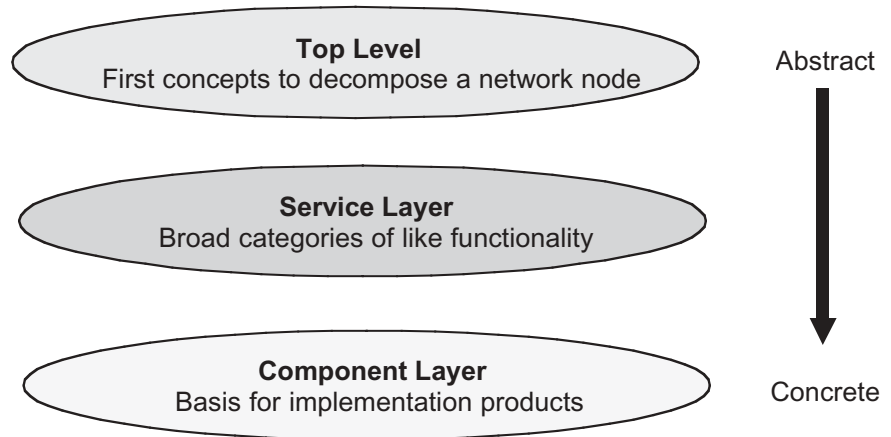 Top Level
First concepts to decompose a network node
Abstract
Service Layer
Broad categories of like functionality
Component Layer
Basis for implementation products
Concrete